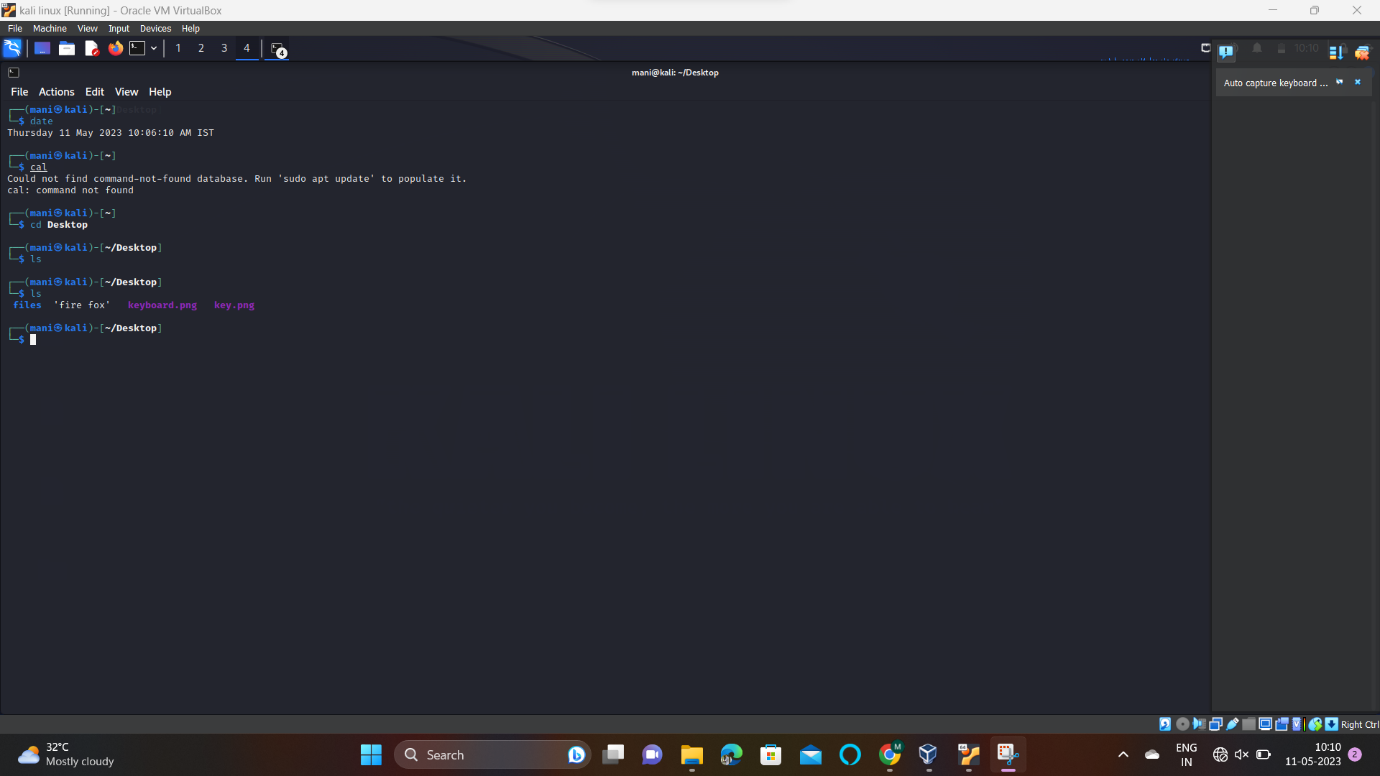 kali linux [Running] - Oracle VM VirtualBox
File Machine View Input Devices Help
1 2 3 4 4
10:10
mani@kali: ~/Desktop
File Actions Edit View Help
Auto capture keyboard ...
┌──(mani㉿kali)-[~]
└─$ date
Thursday 11 May 2023 10:06:10 AM IST
┌──(mani㉿kali)-[~]
└─$ cal
Could not find command-not-found database. Run 'sudo apt update' to populate it.
cal: command not found
┌──(mani㉿kali)-[~]
└─$ cd Desktop
┌──(mani㉿kali)-[~/Desktop]
└─$ ls
┌──(mani㉿kali)-[~/Desktop]
└─$ ls
files 'fire fox' keyboard.png key.png
┌──(mani㉿kali)-[~/Desktop]
└─$
Right Ctrl
32°C
Mostly cloudy
Search
M
ENG
IN
10:10
11-05-2023
2